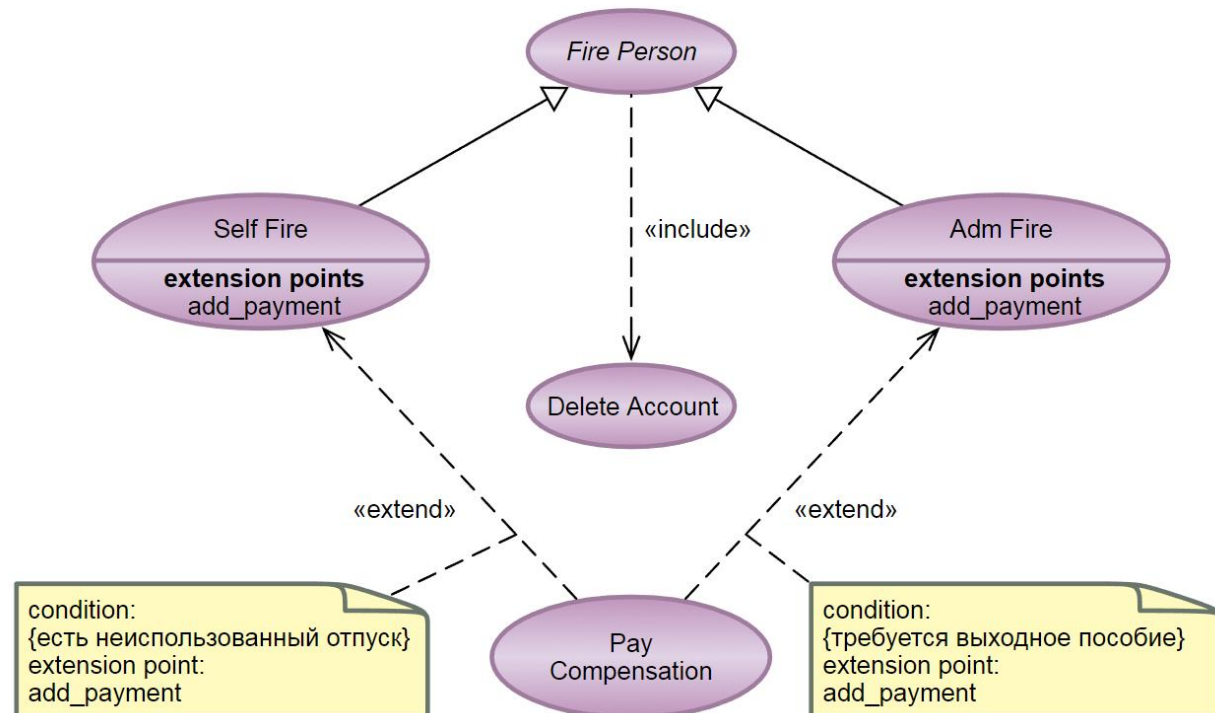 Fire Person
Self Fire
extension points
add_payment
«include»
Adm Fire
extension points
add_payment
Delete Account
«extend»
«extend»
condition:
{есть неиспользованный отпуск}
extension point:
add_payment
Pay
Compensation
condition:
{требуется выходное пособие}
extension point:
add_payment